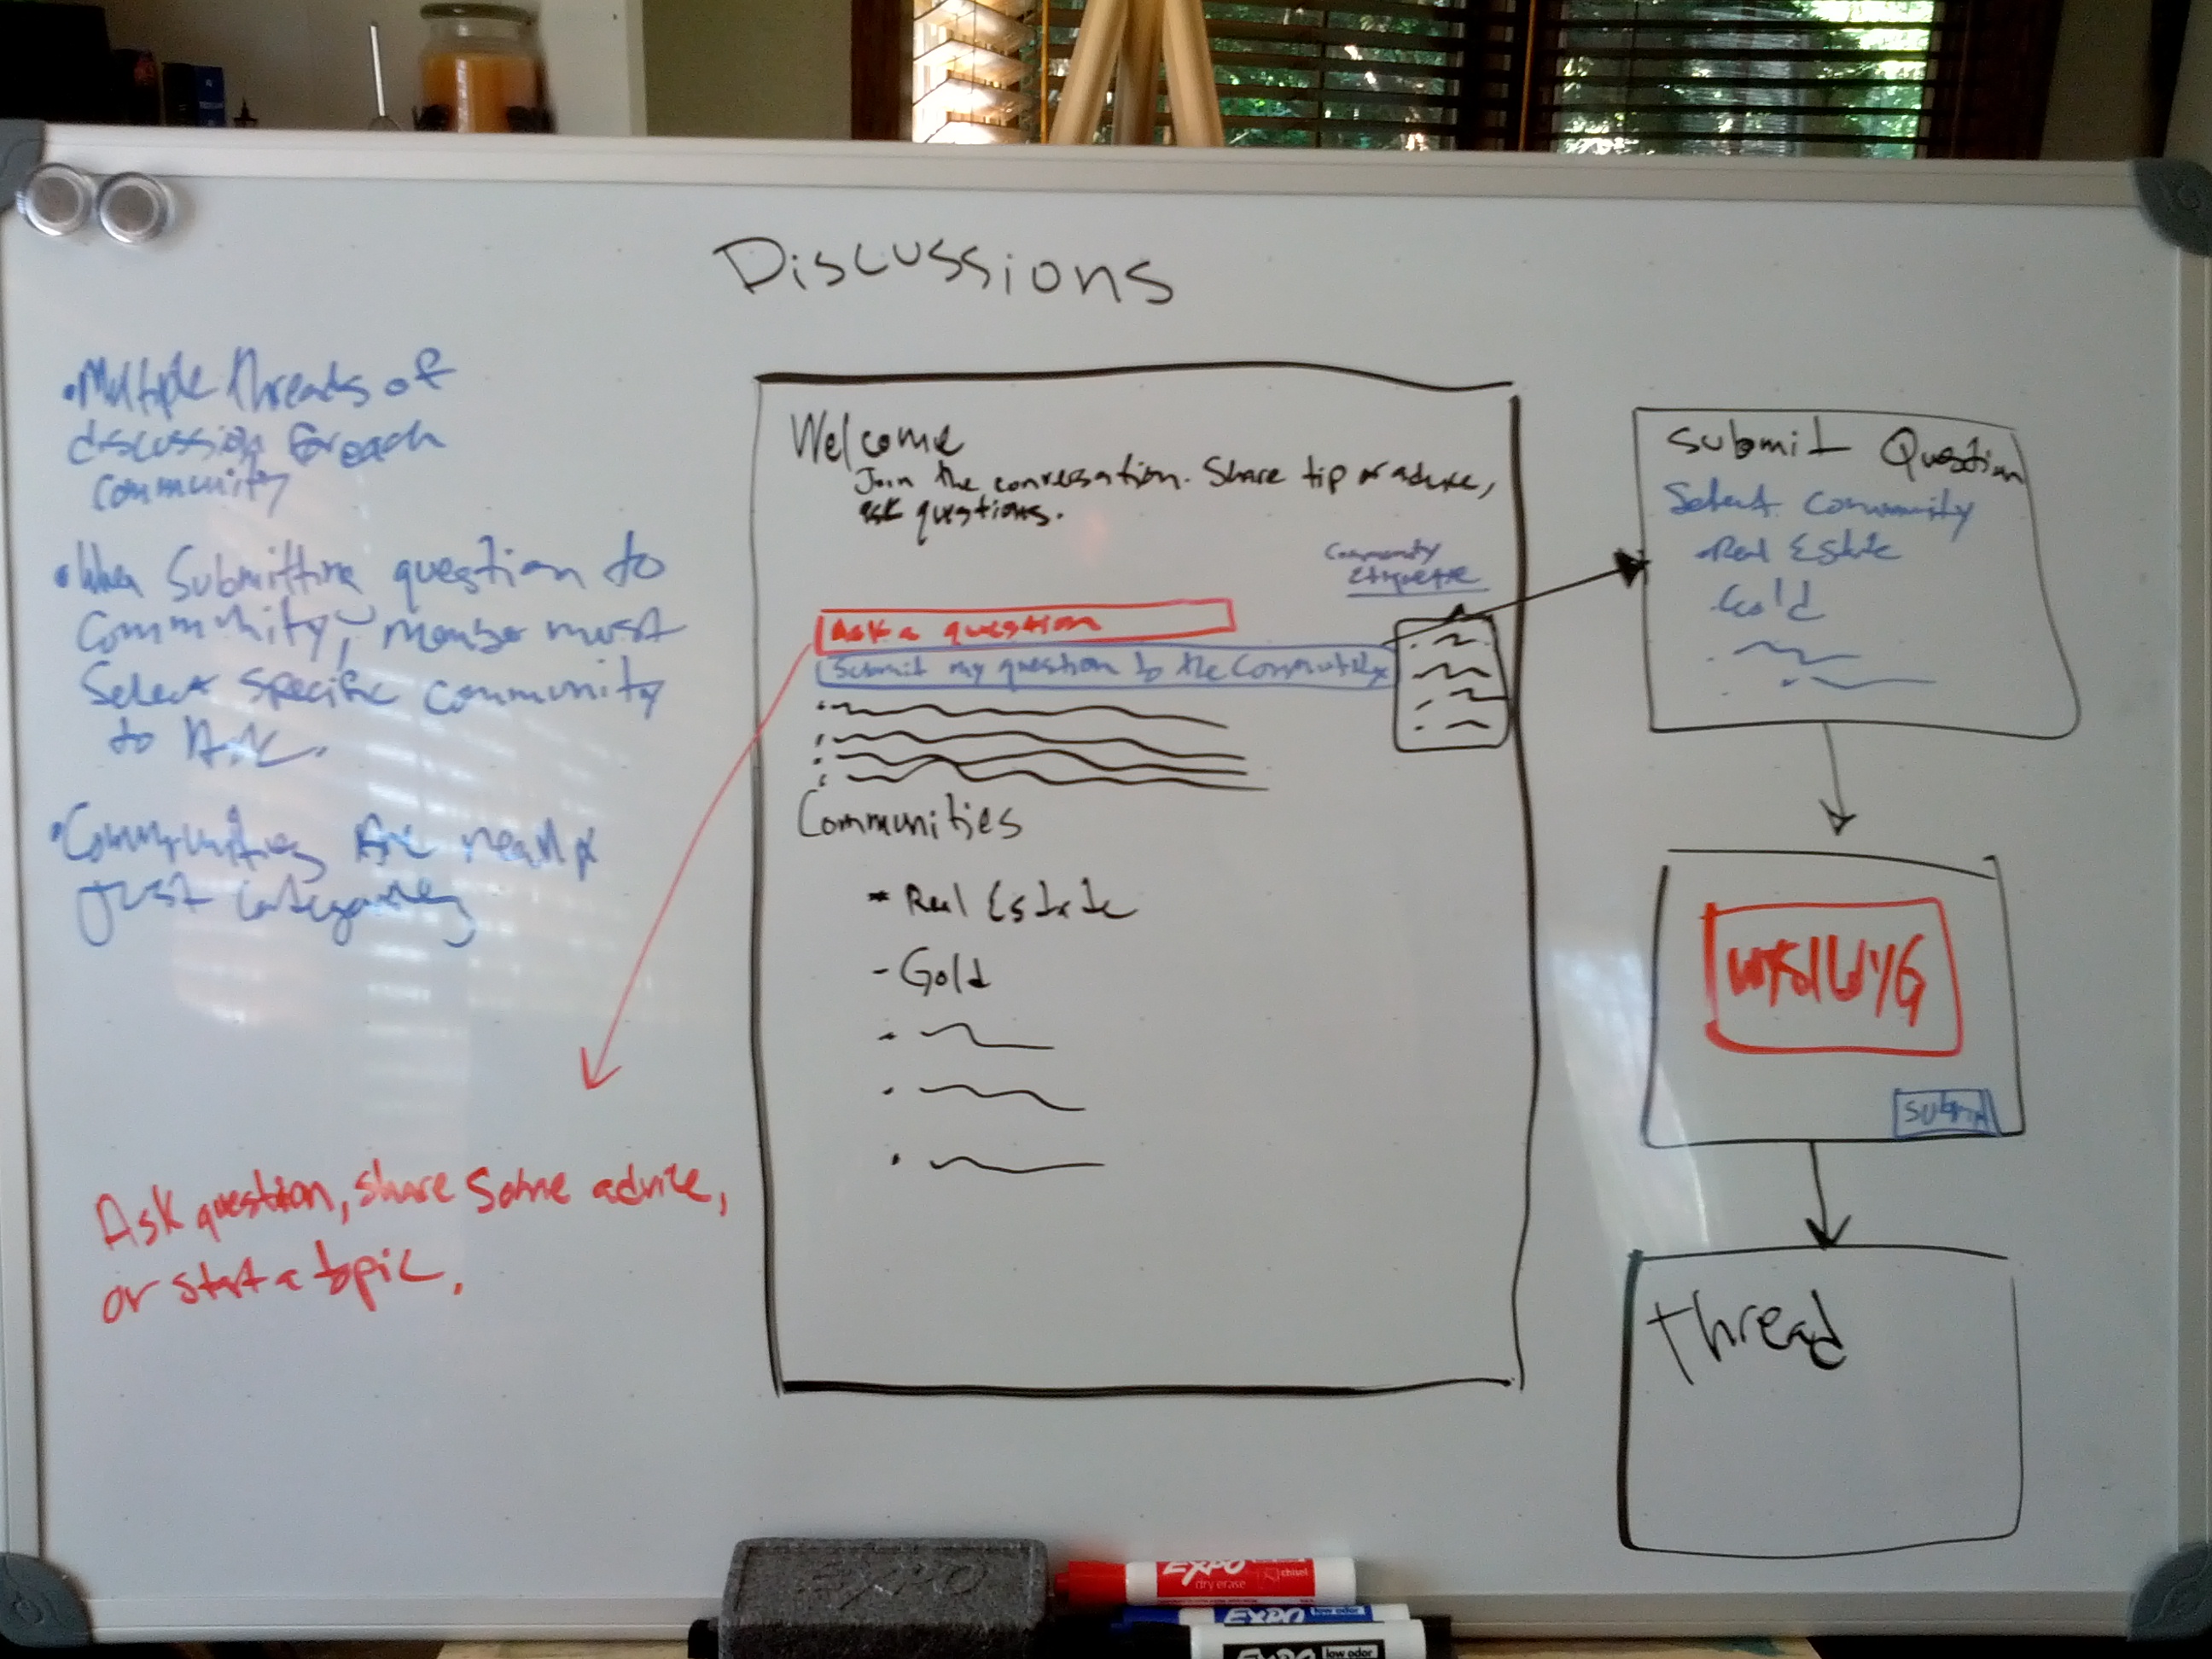 Discussions
• Multiple threads of
discussion for each
community
• When Submitting question to
Community, member must
Select specific community
to Ask.
• Communities Are really
just categories
Ask question, share some advice,
or start a topic.
Welcome
Join the conversation. Share tip or advice,
ask questions.
Community
Etiquette
Ask a question
Submit my question to the Community
Communities
* Real Estate
- Gold
Submit Question
Select Community
- Real Estate
Gold
WYSIWYG
Submit
thread
EXPO
EXPO
dry erase
chisel
EXPO
low odor
EXPO
low odor